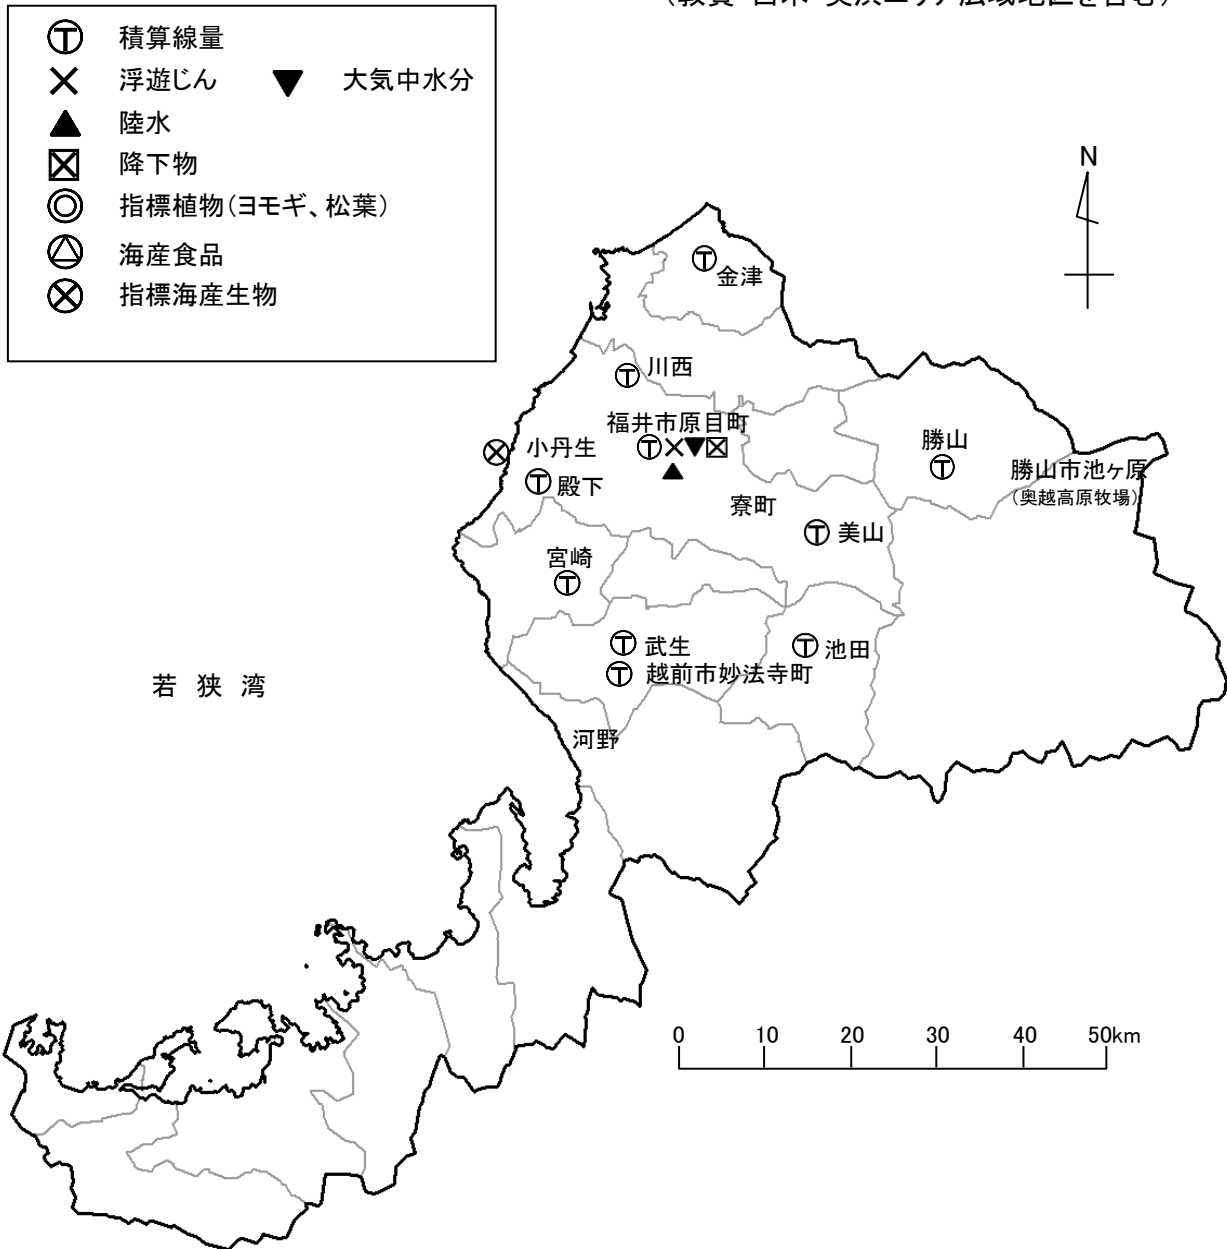 積算線量
浮遊じん 大気中水分
陸水
降下物
指標植物（ヨモギ、松葉）
海産食品
指標海産生物
N
金津
川西
福井市原目町
小丹生
殿下
勝山
勝山市池ヶ原
（奥越高原牧場）
寮町
美山
宮崎
武生
池田
越前市妙法寺町
若狭湾
河野
0 10 20 30 40 50km